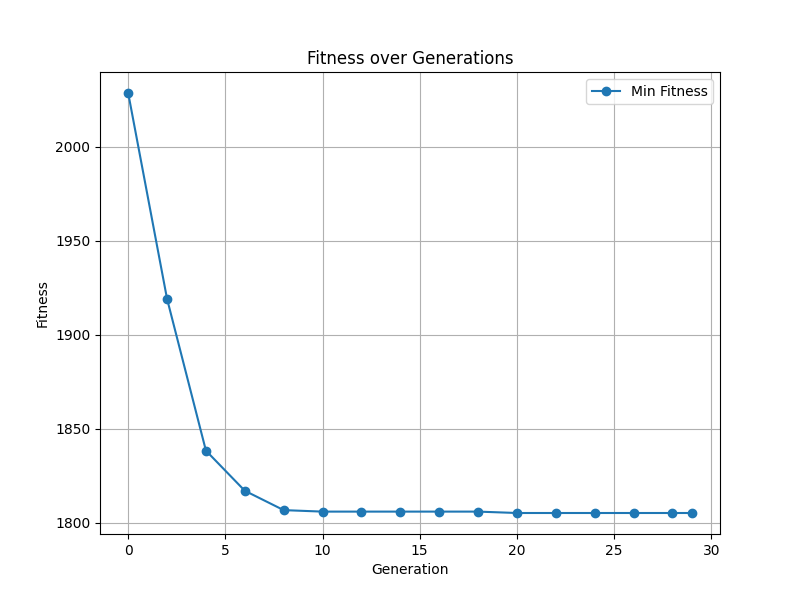 Fitness over Generations
Min Fitness
Fitness
2000
1950
1900
1850
1800
0 5 10 15 20 25 30
Generation